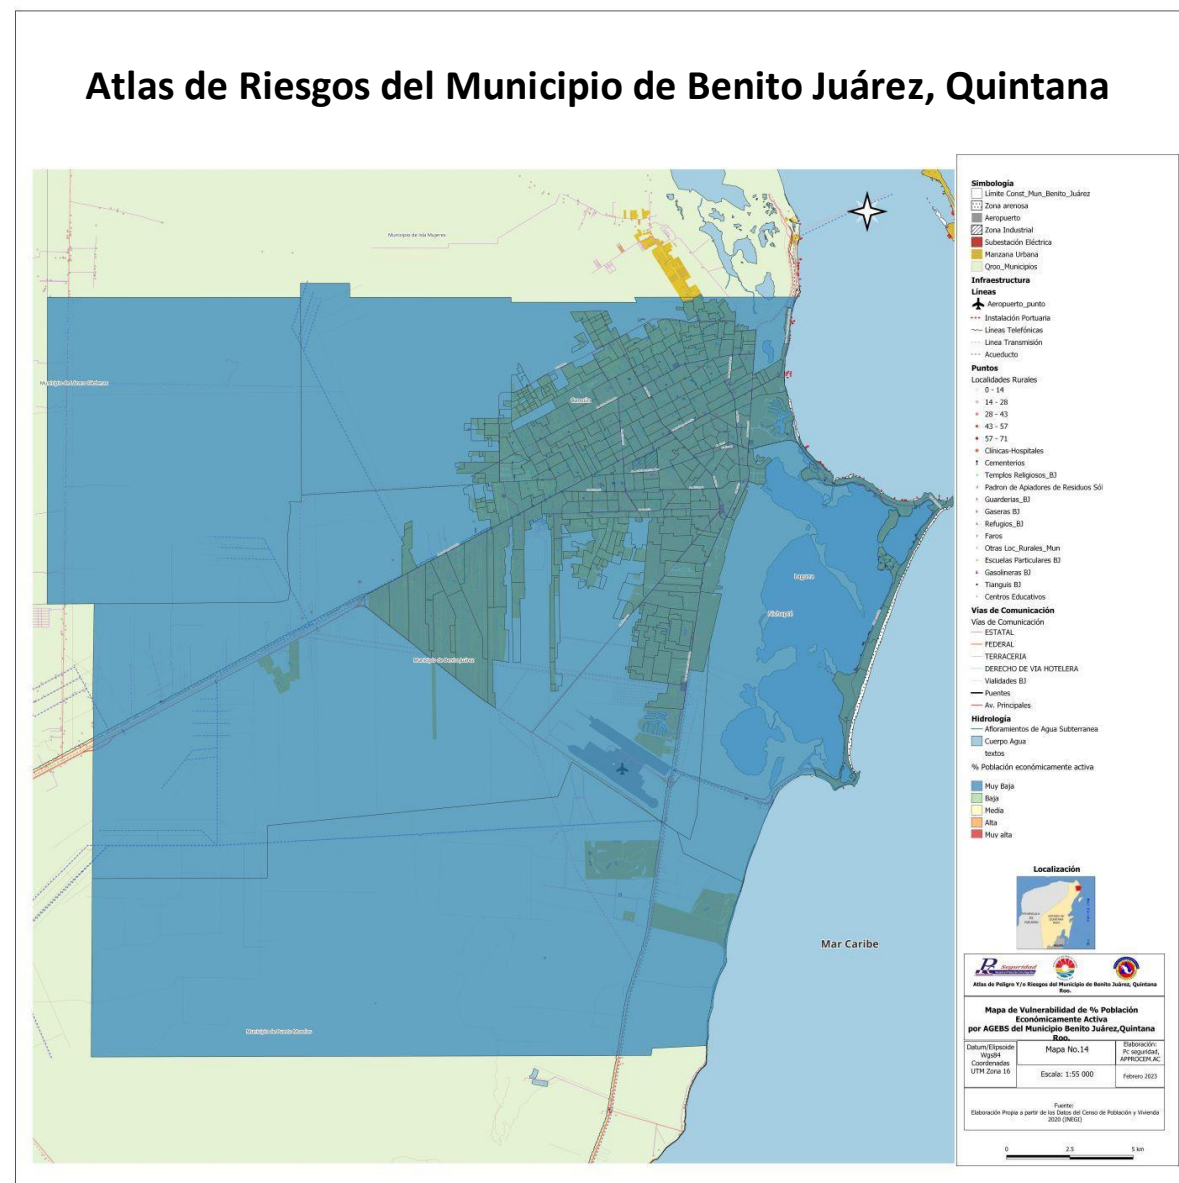 Atlas de Riesgos del Municipio de Benito Juárez, Quintana
Municipio de Isla Mujeres
Municipio de Lázaro Cárdenas
Cancún
Laguna
Nichupté
Municipio de Benito Juárez
Mar Caribe
Municipio de Puerto Morelos
Simbología
Límite Const_Mun_Benito_Juárez
Zona arenosa
Aeropuerto
Zona Industrial
Subestación Eléctrica
Manzana Urbana
Qroo_Municipios
Infraestructura
Líneas
Aeropuerto_punto
Instalación Portuaria
Líneas Telefónicas
Linea Transmisión
Acueducto
Puntos
Localidades Rurales
0 - 14
14 - 28
28 - 43
43 - 57
57 - 71
Clínicas-Hospitales
Cementerios
Templos Religiosos_BJ
Padron de Apiadores de Residuos Sól
Guarderias_BJ
Gaseras BJ
Refugios_BJ
Faros
Otras Loc_Rurales_Mun
Escuelas Particulares BJ
Gasolineras BJ
Tianguis BJ
Centros Educativos
Vías de Comunicación
Vías de Comunicación
ESTATAL
FEDERAL
TERRACERIA
DERECHO DE VIA HOTELERA
Vialidades BJ
Puentes
Av. Principales
Hidrología
Afloramientos de Agua Subterranea
Cuerpo Agua
textos
% Población económicamente activa
Muy Baja
Baja
Media
Alta
Muy alta
Localización
Seguridad
Atlas de Peligro Y/o Riesgos del Municipio de Benito Juárez, Quintana
Roo.
Mapa de Vulnerabilidad de % Población
Económicamente Activa
por AGEBS del Municipio Benito Juárez,Quintana
Roo.
Datum/Elipsoide
Wgs84
Coordenadas
UTM Zona 16
Mapa No.14
Escala: 1:55 000
Elaboración:
Pc seguridad,
APPROCEM.AC
Febrero 2023
Fuente:
Elaboración Propia a partir de los Datos del Censo de Población y Vivienda
2020 (INEGI)
0 2.5 5 km